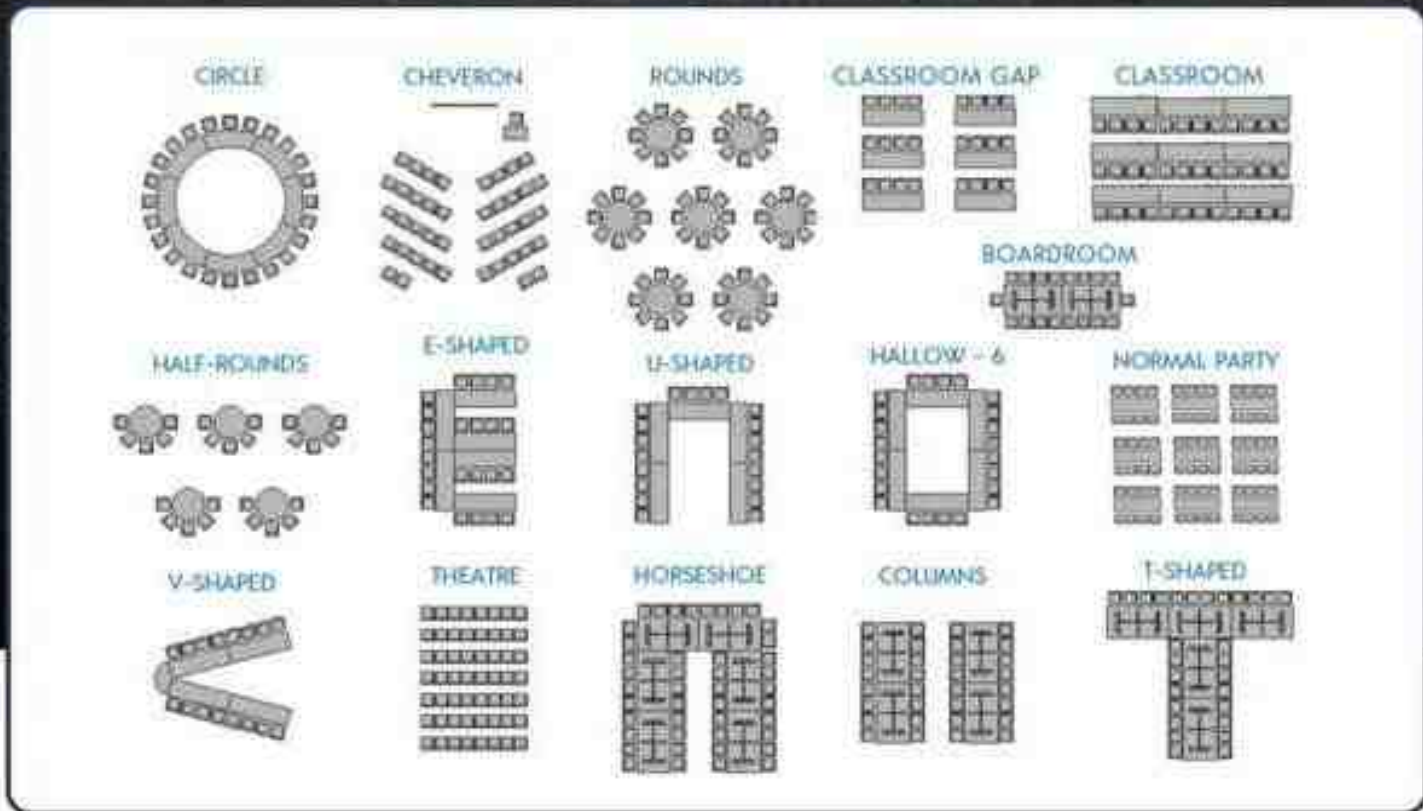 CIRCLE
CHEVERON
ROUNDS
CLASSROOM GAP
CLASSROOM
BOARDROOM
HALF-ROUNDS
E-SHAPED
U-SHAPED
HALLOW - 6
NORMAL PARTY
V-SHAPED
THEATRE
HORSESHOE
COLUMNS
T-SHAPED